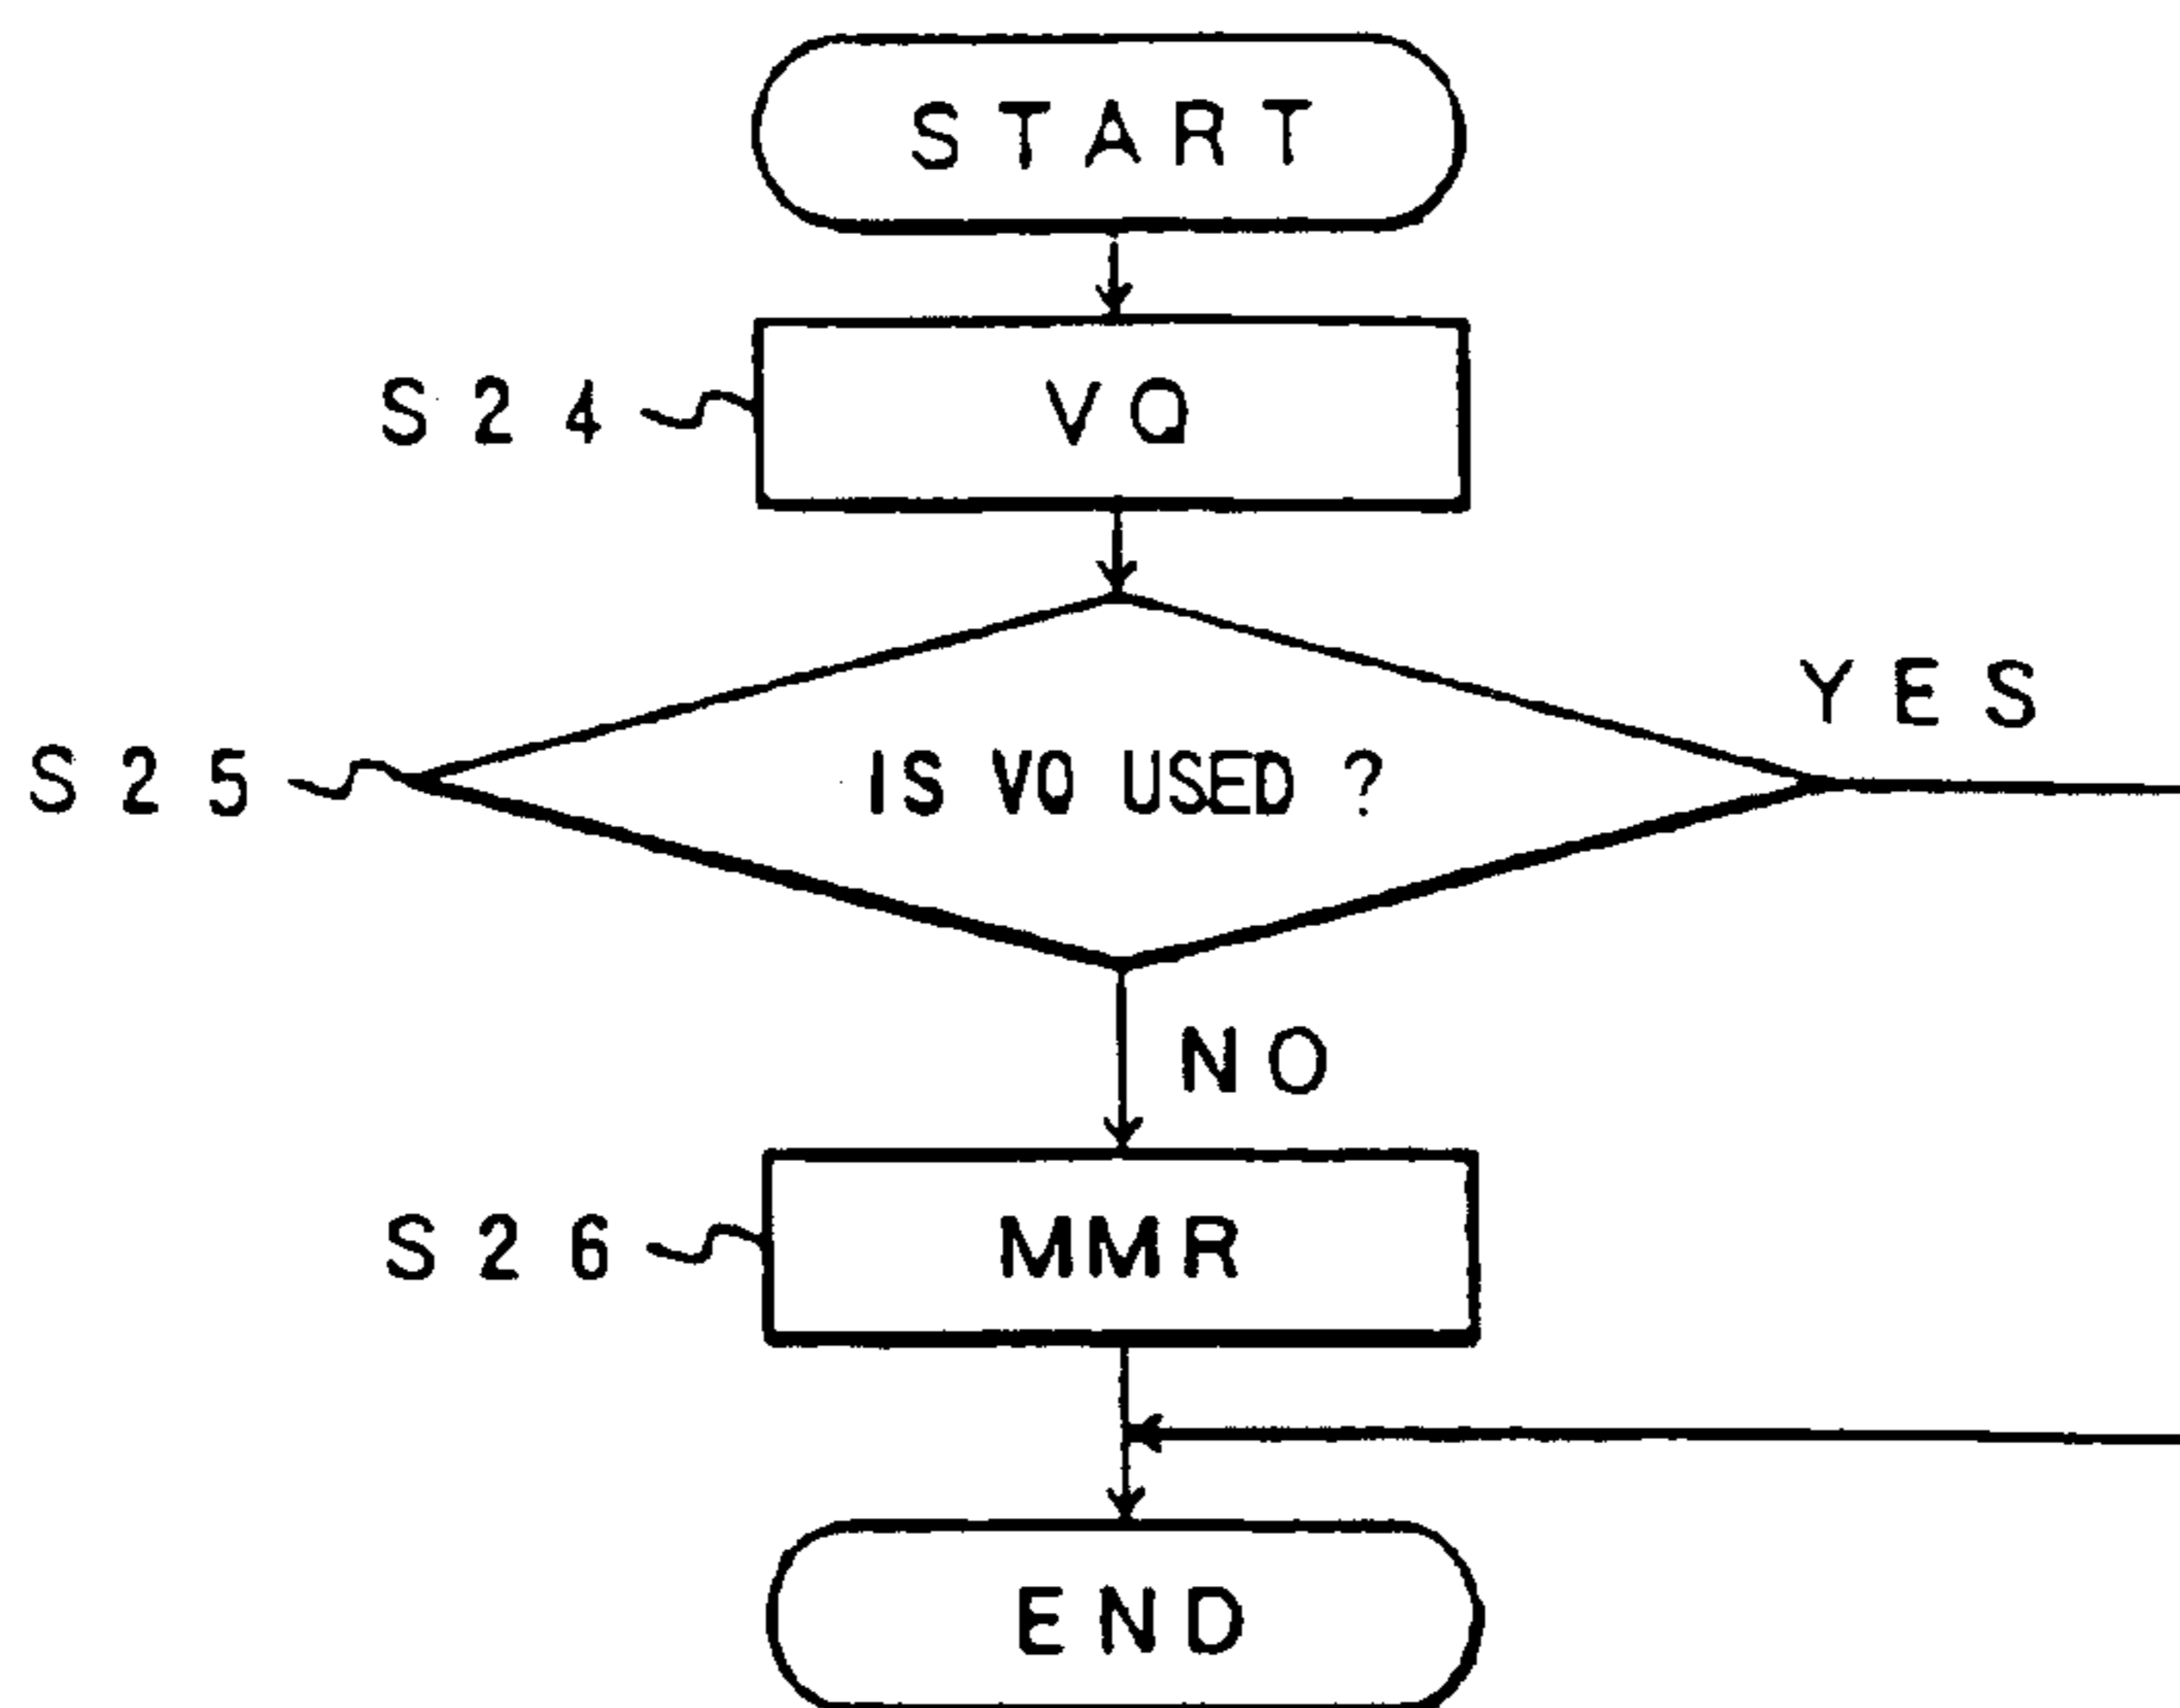 START
S24
VQ
YES
S25
IS VQ USED ?
NO
S26
MMR
END